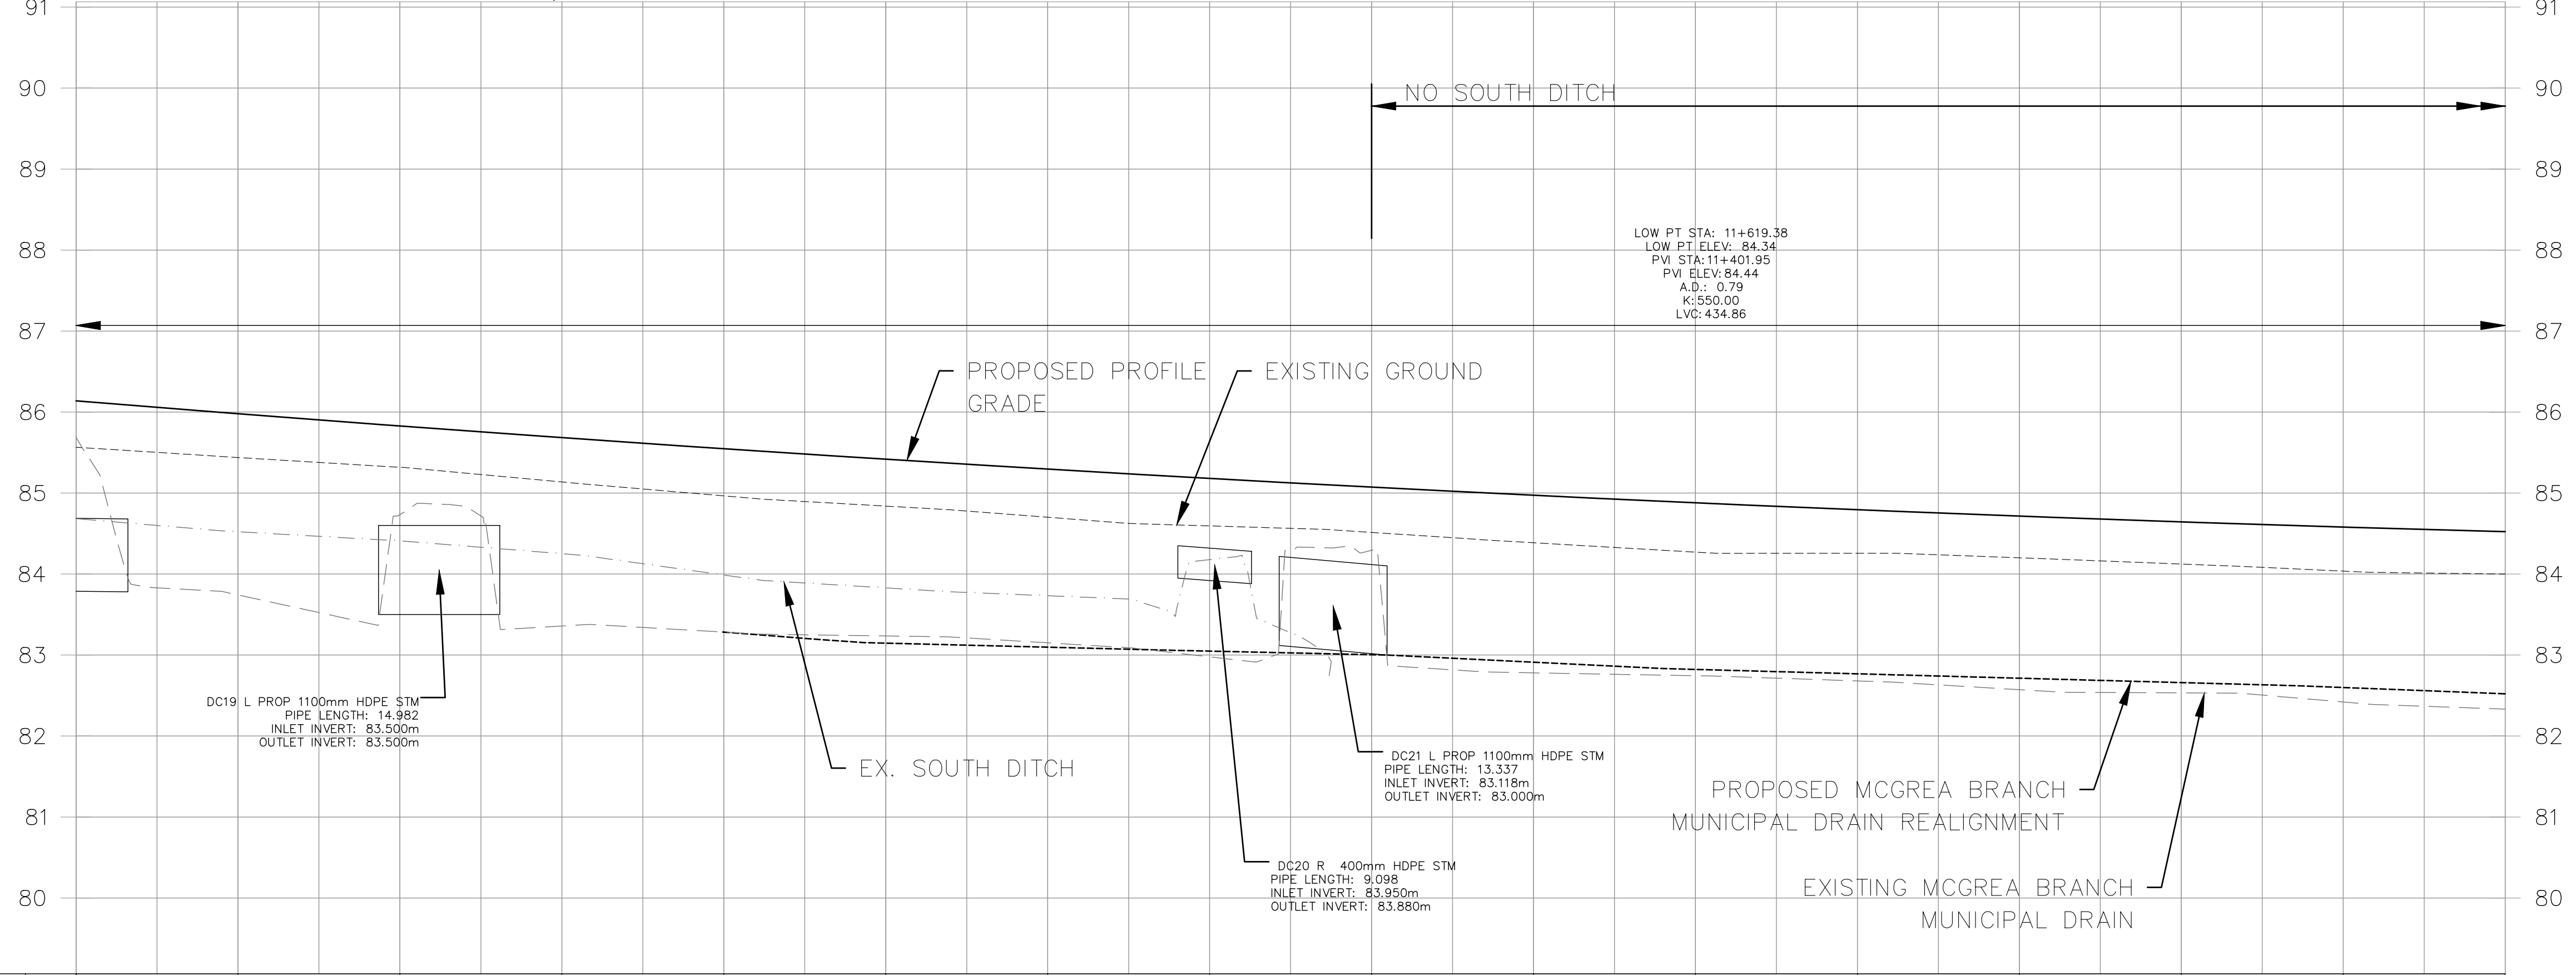 91
91
90
90
89
89
88
88
87
87
86
86
85
85
84
84
83
83
82
82
81
81
80
80
NO SOUTH DITCH
LOW PT STA: 11+619.38
LOW PT ELEV: 84.34
PVI STA:11+401.95
PVI ELEV:84.44
A.D.: 0.79
K:550.00
LVC:434.86
PROPOSED PROFILE
GRADE
EXISTING GROUND
DC19 L PROP 1100mm HDPE STM
PIPE LENGTH: 14.982
INLET INVERT: 83.500m
OUTLET INVERT: 83.500m
EX. SOUTH DITCH
DC21 L PROP 1100mm HDPE STM
PIPE LENGTH: 13.337
INLET INVERT: 83.118m
OUTLET INVERT: 83.000m
DC20 R 400mm HDPE STM
PIPE LENGTH: 9.098
INLET INVERT: 83.950m
OUTLET INVERT: 83.880m
PROPOSED MCGREA BRANCH
MUNICIPAL DRAIN REALIGNMENT
EXISTING MCGREA BRANCH
MUNICIPAL DRAIN